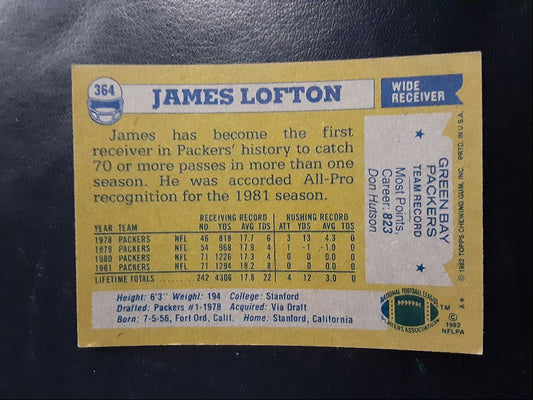 364
JAMES LOFTON
WIDE
RECEIVER
James has become the first
receiver in Packers' history to catch
70 or more passes in more than one
season. He was accorded All-Pro
recognition for the 1981 season.
RECEIVING RECORD RUSHING RECORD
YEAR TEAM NO YDS AVG TDS ATT YDS AVG TDS
1978 PACKERS NFL 46 818 17.7 6 3 13 4.3 0
1979 PACKERS NFL 54 968 17.9 4 1 -1 -1.0 0
1980 PACKERS NFL 71 1226 17.3 4 0 0 0
1981 PACKERS NFL 71 1294 18.2 8 0 0 0
LIFETIME TOTALS 242 4306 17.8 22 4 12 3.0 0
Height: 6'3" Weight: 194 College: Stanford
Drafted: Packers #1-1978 Acquired: Via Draft
Born: 7-5-56, Fort Ord, Calif. Home: Stanford, California
GREEN BAY
PACKERS
TEAM RECORD
Most Points,
Career: 823
Don Hutson
© 1982 TOPPS CHEWING GUM, INC. PRTD. IN U.S.A.
A*
NATIONAL FOOTBALL LEAGUE
PLAYERS ASSOCIATION
TM
©
1982
NFLPA